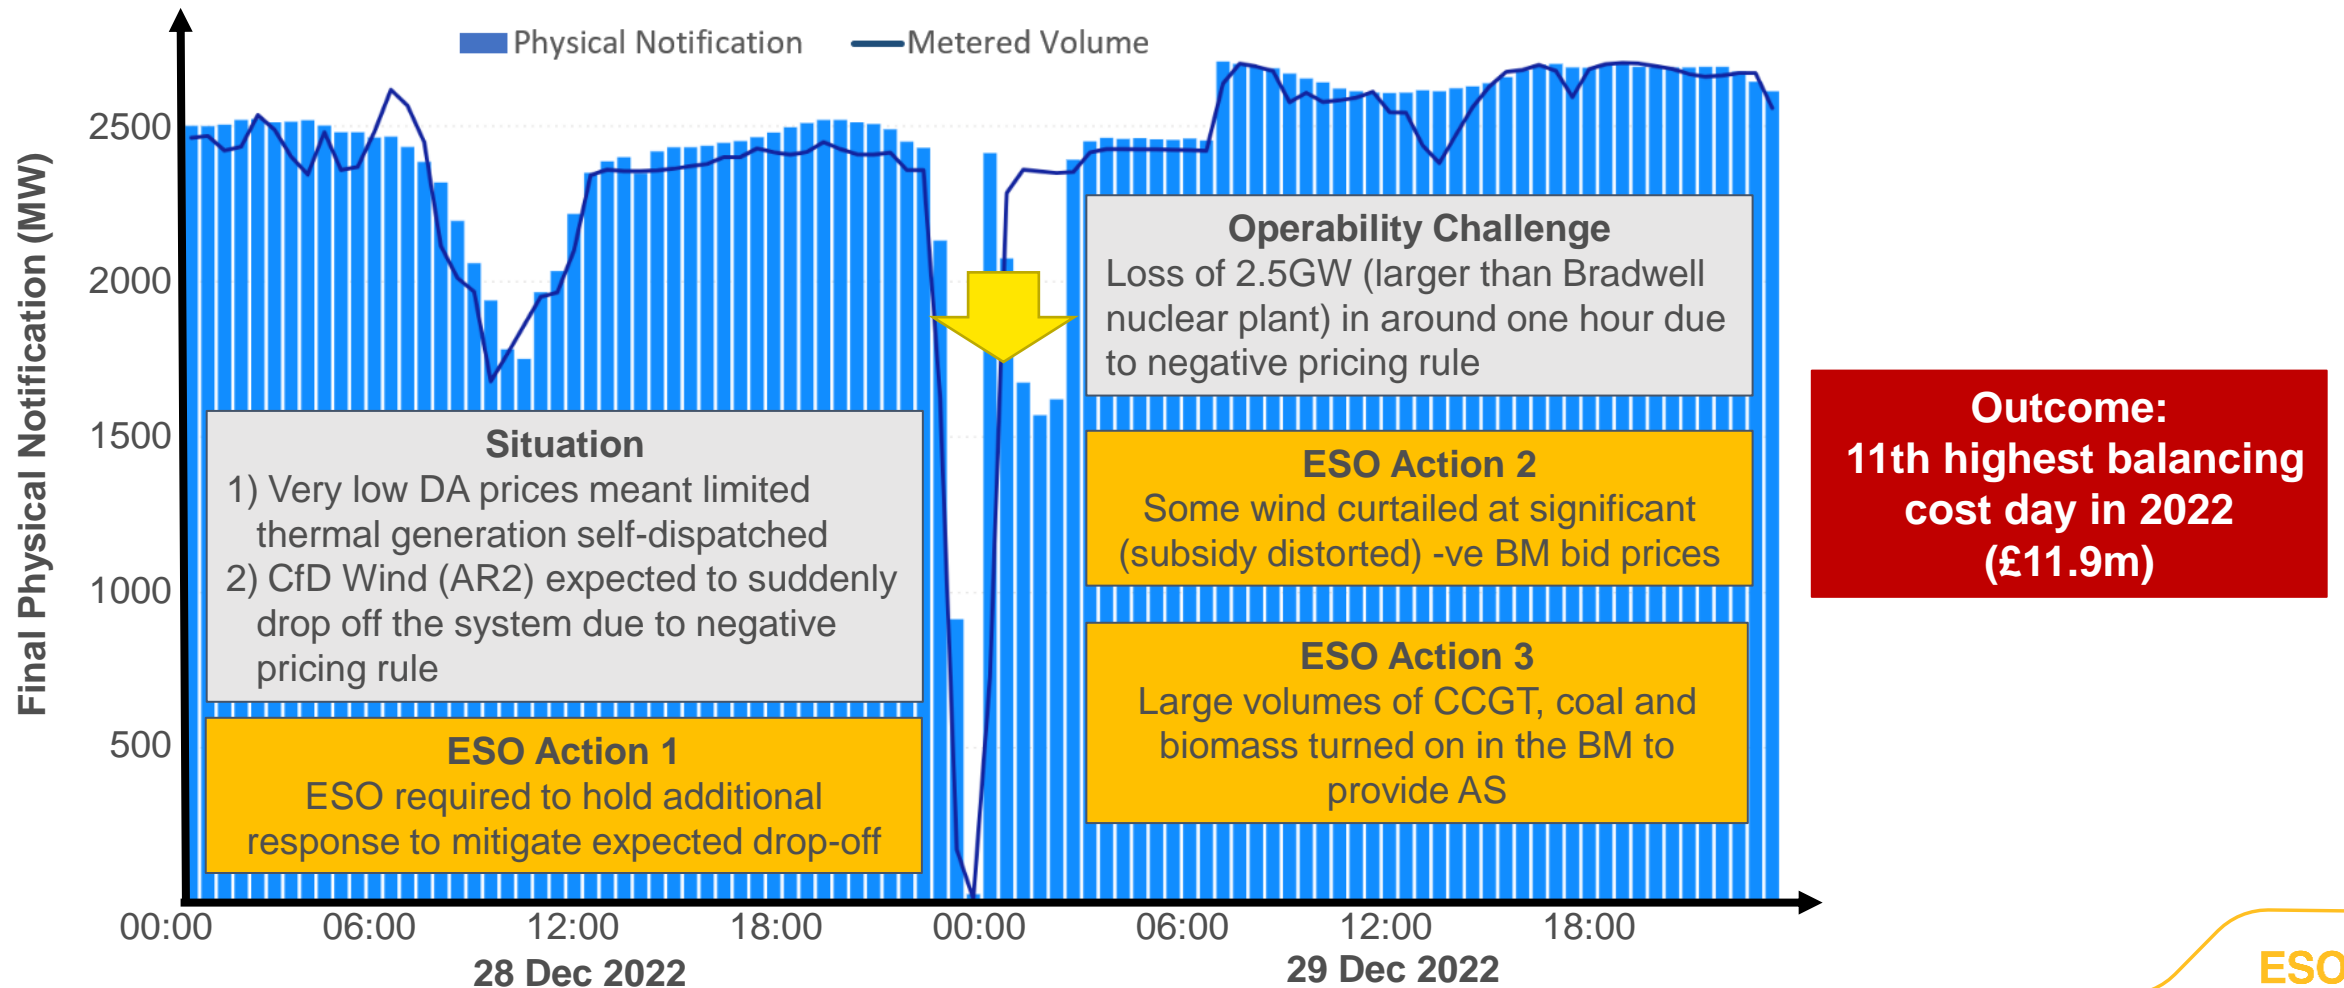 Physical Notification
Metered Volume
Final Physical Notification (MW)
2500
2000
1500
1000
500
Situation
1) Very low DA prices meant limited
thermal generation self-dispatched
2) CfD Wind (AR2) expected to suddenly
drop off the system due to negative
pricing rule
ESO Action 1
ESO required to hold additional
response to mitigate expected drop-off
Operability Challenge
Loss of 2.5GW (larger than Bradwell
nuclear plant) in around one hour due
to negative pricing rule
ESO Action 2
Some wind curtailed at significant
(subsidy distorted) -ve BM bid prices
ESO Action 3
Large volumes of CCGT, coal and
biomass turned on in the BM to
provide AS
Outcome:
11th highest balancing
cost day in 2022
(£11.9m)
00:00 06:00 12:00 18:00 00:00 06:00 12:00 18:00
28 Dec 2022 29 Dec 2022
ESO